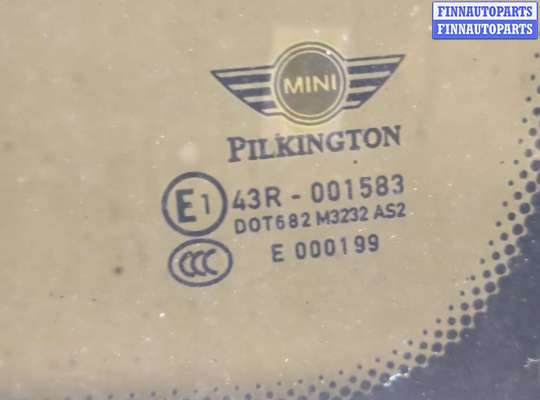 FINNAUTOPARTS
FINNAUTOPARTS
MINI
PILKINGTON
E1 43R - 001583
DOT682 M3232 AS2
CCC E 000199